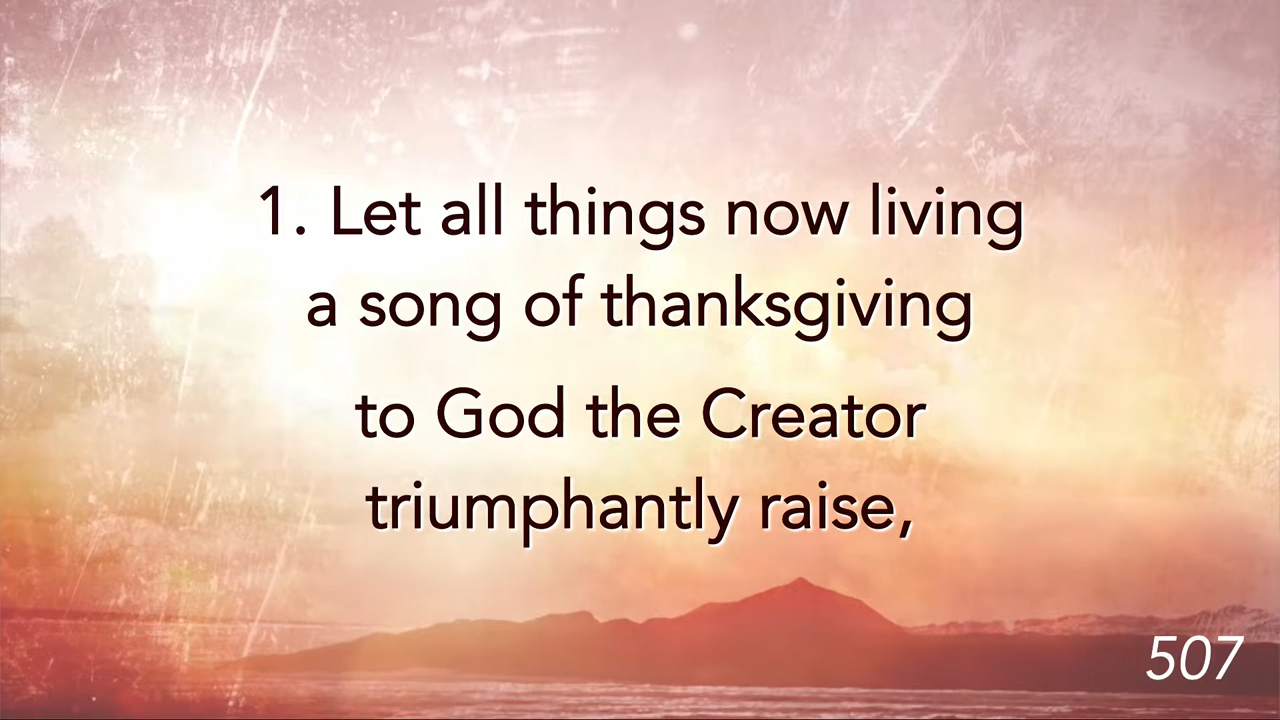 1. Let all things now living
a song of thanksgiving
to God the Creator
triumphantly raise,
507